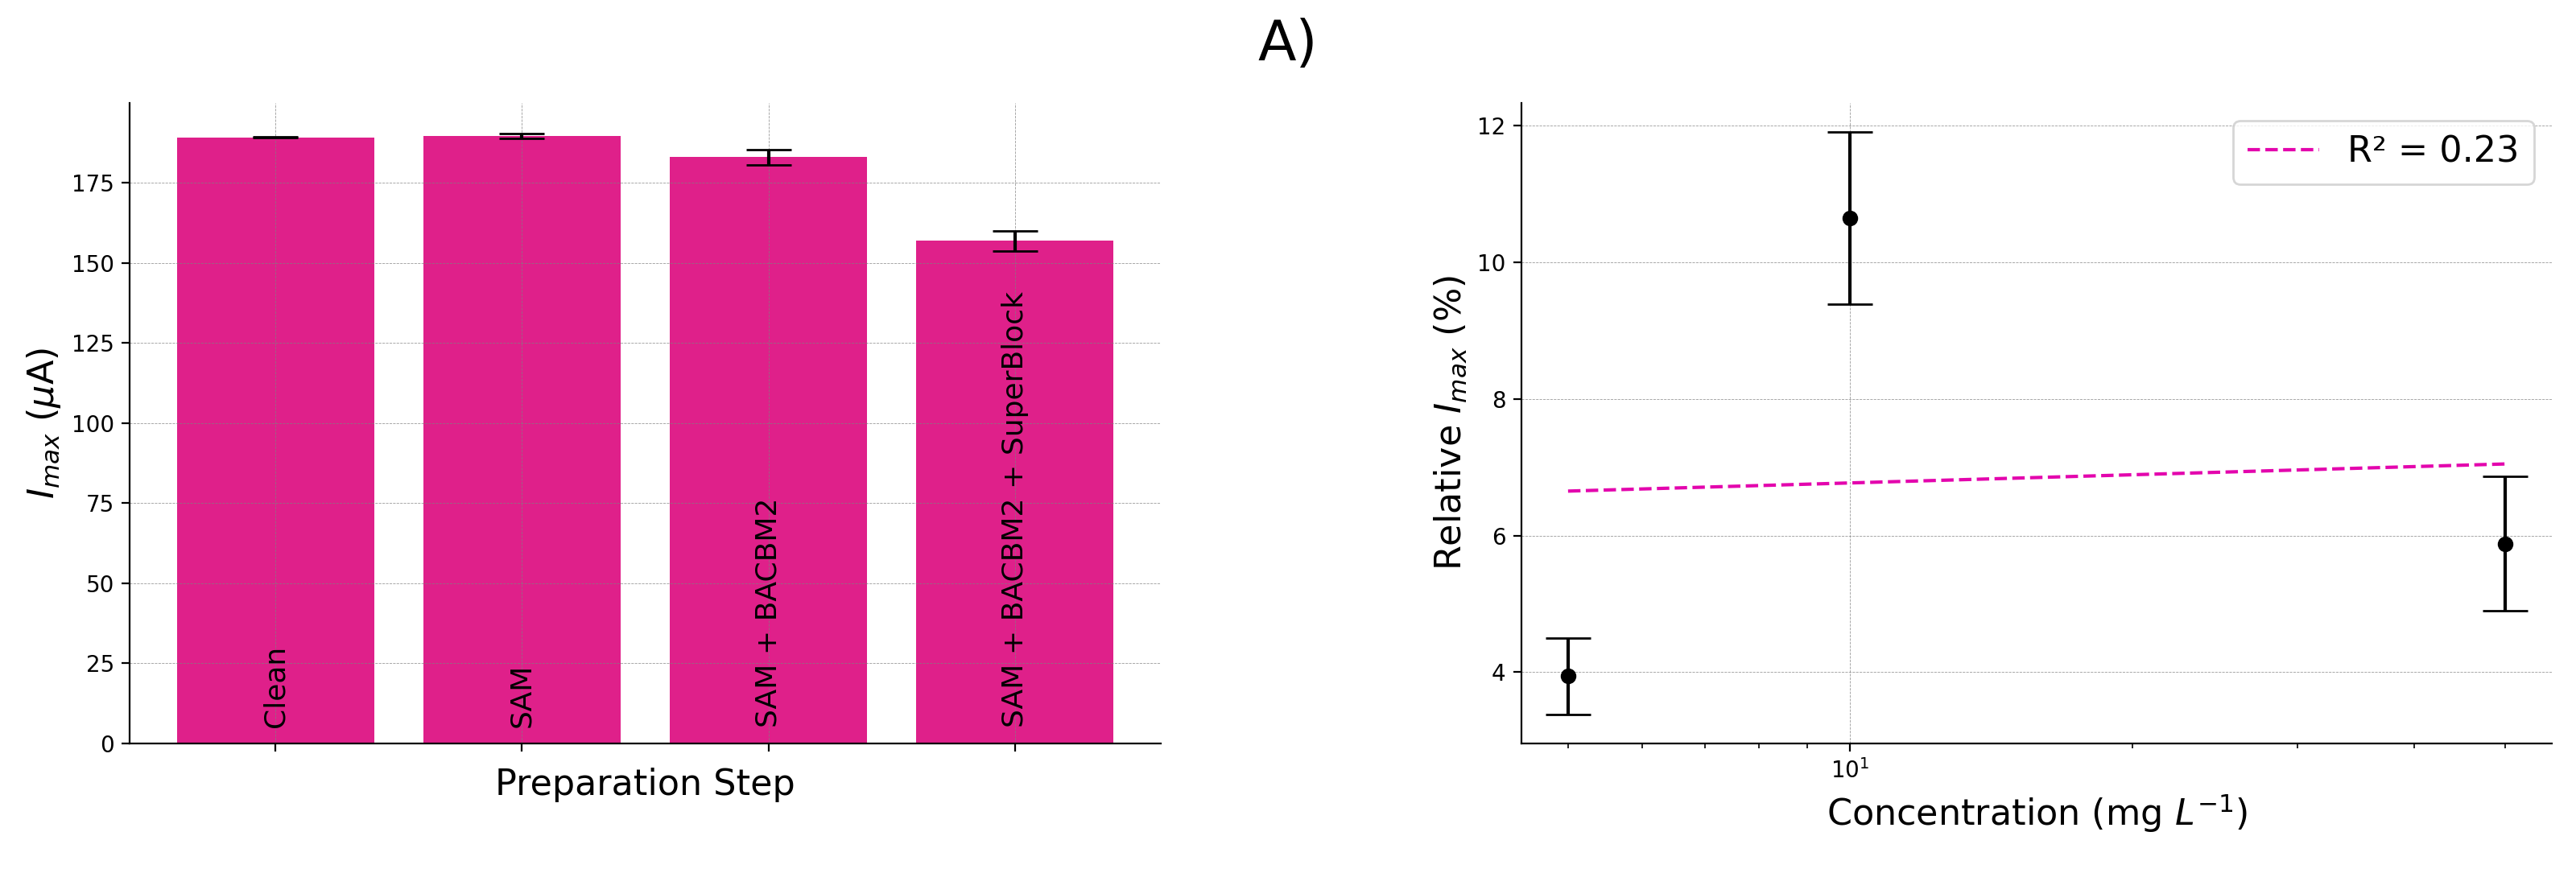 A)
I_max (μA)
175
150
125
100
75
50
25
0
Clean
SAM
SAM + BACBM2
SAM + BACBM2 + SuperBlock
Preparation Step
Relative I_max (%)
12
10
8
6
4
R² = 0.23
10¹
Concentration (mg L⁻¹)